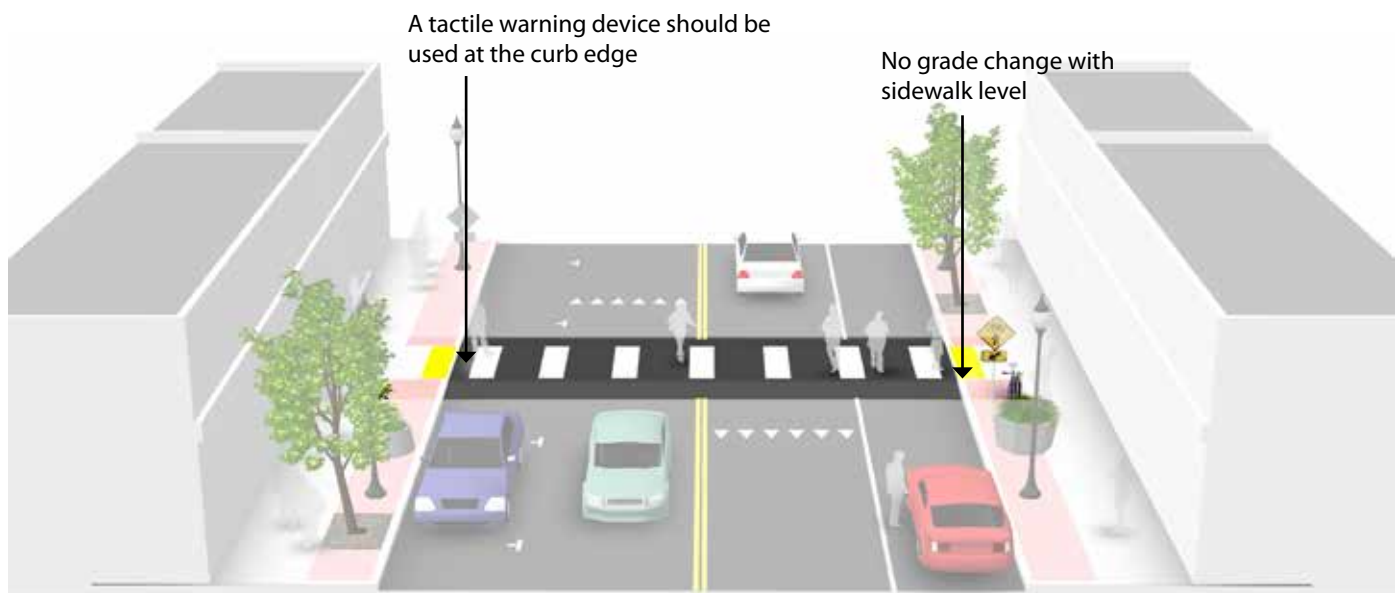 A tactile warning device should be
used at the curb edge
No grade change with
sidewalk level